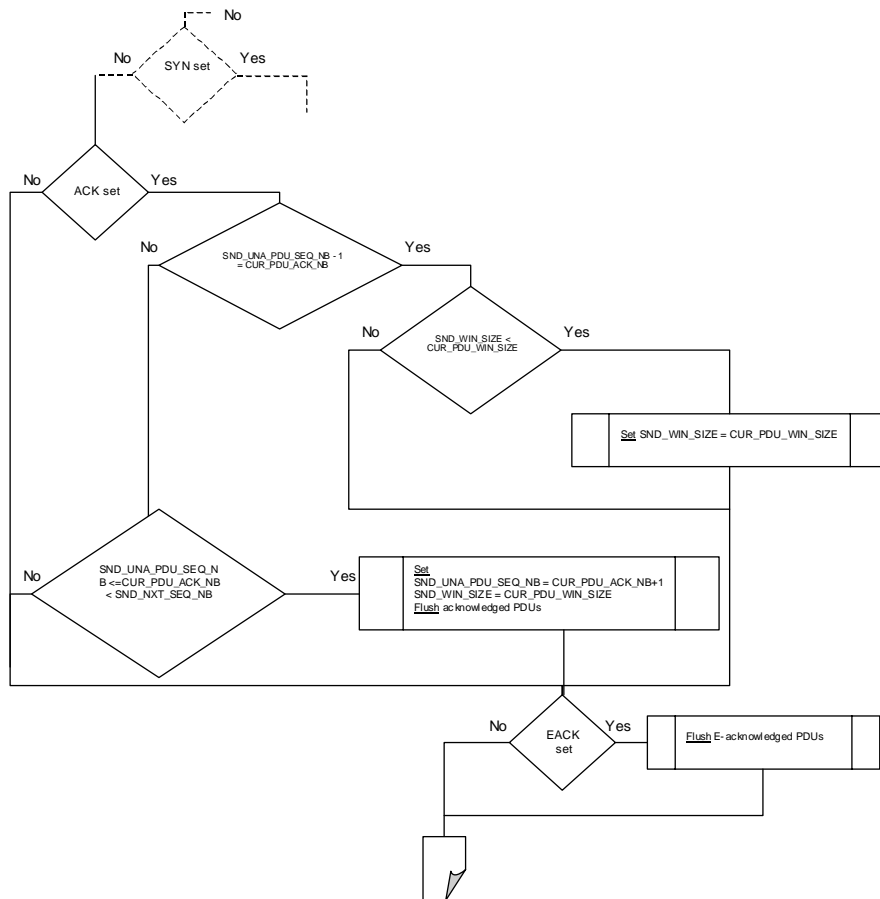 No
No
Yes
SYN set
No
Yes
ACK set
No
Yes
SND_UNA_PDU_SEQ_NB - 1
= CUR_PDU_ACK_NB
No
Yes
SND_WIN_SIZE <
CUR_PDU_WIN_SIZE
Set SND_WIN_SIZE = CUR_PDU_WIN_SIZE
No
Yes
SND_UNA_PDU_SEQ_N
B <=CUR_PDU_ACK_NB
< SND_NXT_SEQ_NB
Set
SND_UNA_PDU_SEQ_NB = CUR_PDU_ACK_NB+1
SND_WIN_SIZE = CUR_PDU_WIN_SIZE
Flush acknowledged PDUs
No
Yes
EACK
set
Flush E-acknowledged PDUs